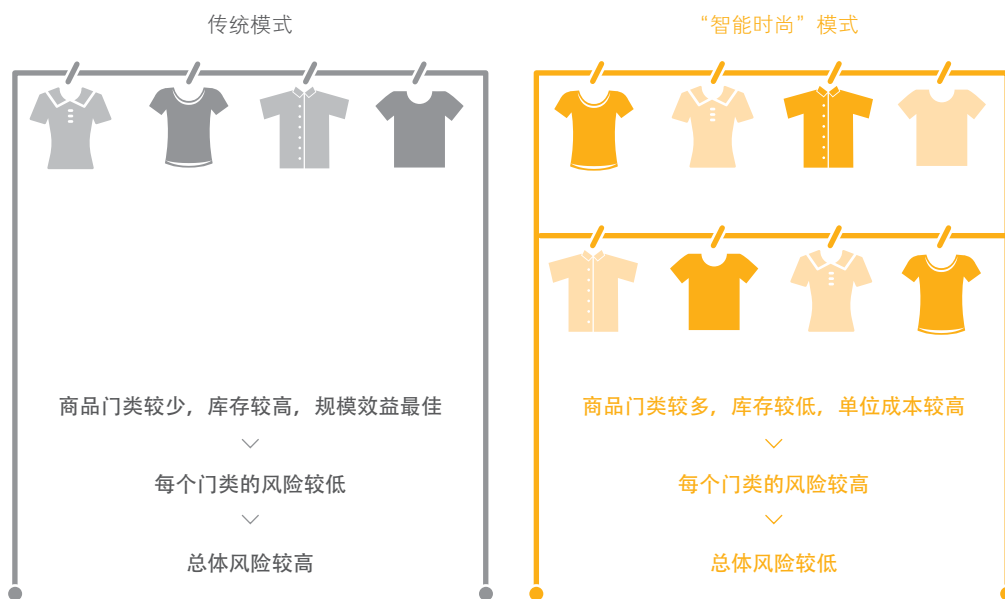 传统模式
商品门类较少，库存较高，规模效益最佳
每个门类的风险较低
总体风险较高
“智能时尚”模式
商品门类较多，库存较低，单位成本较高
每个门类的风险较高
总体风险较低